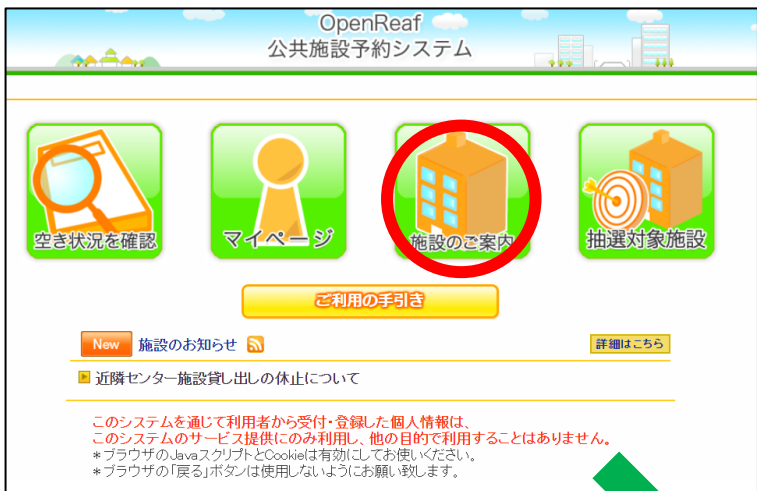 OpenReaf
公共施設予約システム
空き状況を確認
マイページ
施設のご案内
抽選対象施設
ご利用の手引き
New 施設のお知らせ 詳細はこちら
近隣センター施設貸し出しの休止について
このシステムを通じて利用者から受付・登録した個人情報は、
このシステムのサービス提供にのみ利用し、他の目的で利用することはありません。
*ブラウザのJavaスクリプトとCookieは有効にしてお使いください。
*ブラウザの「戻る」ボタンは使用しないようにお願い致します。